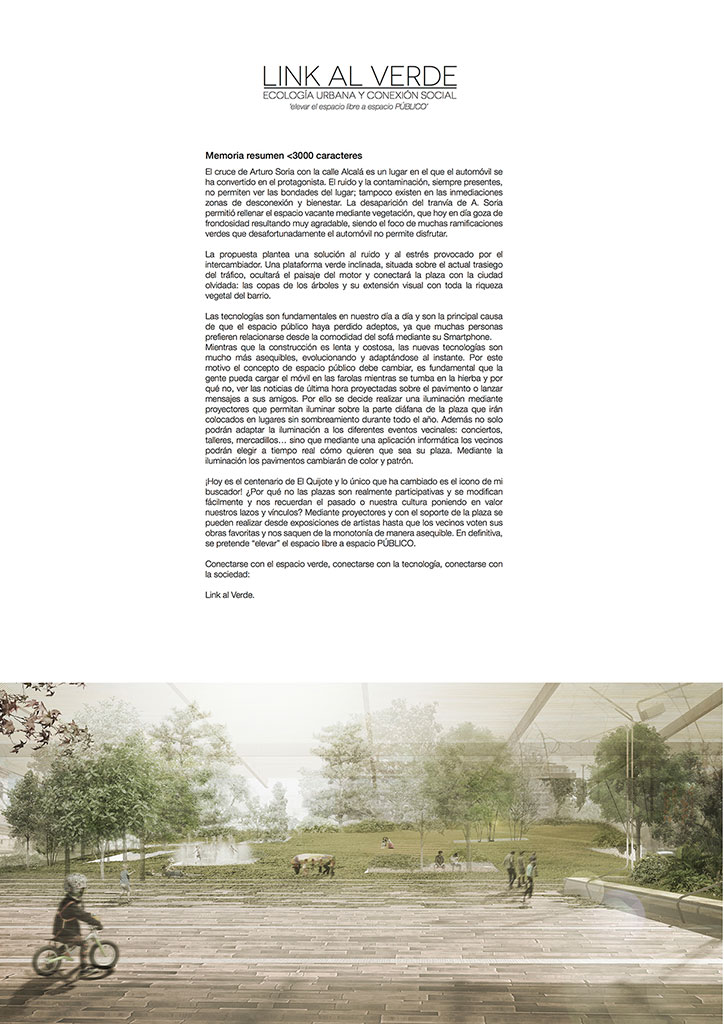 LINK AL VERDE
ECOLOGÍA URBANA Y CONEXIÓN SOCIAL
'elevar el espacio libre a espacio PÚBLICO'
Memoria resumen <3000 caracteres
El cruce de Arturo Soria con la calle Alcalá es un lugar en el que el automóvil se
ha convertido en el protagonista. El ruido y la contaminación, siempre presentes,
no permiten ver las bondades del lugar; tampoco existen en las inmediaciones
zonas de desconexión y bienestar. La desaparición del tranvía de A. Soria
permitió rellenar el espacio vacante mediante vegetación, que hoy en día goza de
frondosidad resultando muy agradable, siendo el foco de muchas ramificaciones
verdes que desafortunadamente el automóvil no permite disfrutar.
La propuesta plantea una solución al ruido y al estrés provocado por el
intercambiador. Una plataforma verde inclinada, situada sobre el actual trasiego
del tráfico, ocultará el paisaje del motor y conectará la plaza con la ciudad
olvidada: las copas de los árboles y su extensión visual con toda la riqueza
vegetal del barrio.
Las tecnologías son fundamentales en nuestro día a día y son la principal causa
de que el espacio público haya perdido adeptos, ya que muchas personas
prefieren relacionarse desde la comodidad del sofá mediante su Smartphone.
Mientras que la construcción es lenta y costosa, las nuevas tecnologías son
mucho más asequibles, evolucionando y adaptándose al instante. Por este
motivo el concepto de espacio público debe cambiar, es fundamental que la
gente pueda cargar el móvil en las farolas mientras se tumba en la hierba y por
qué no, ver las noticias de última hora proyectadas sobre el pavimento o lanzar
mensajes a sus amigos. Por ello se decide realizar una iluminación mediante
proyectores que permitan iluminar sobre la parte diáfana de la plaza que irán
colocados en lugares sin sombreamiento durante todo el año. Además no solo
podrán adaptar la iluminación a los diferentes eventos vecinales: conciertos,
talleres, mercadillos… sino que mediante una aplicación informática los vecinos
podrán elegir a tiempo real cómo quieren que sea su plaza. Mediante la
iluminación los pavimentos cambiarán de color y patrón.
¡Hoy es el centenario de El Quijote y lo único que ha cambiado es el icono de mi
buscador! ¿Por qué no las plazas son realmente participativas y se modifican
fácilmente y nos recuerdan el pasado o nuestra cultura poniendo en valor
nuestros lazos y vínculos? Mediante proyectores y con el soporte de la plaza se
pueden realizar desde exposiciones de artistas hasta que los vecinos voten sus
obras favoritas y nos saquen de la monotonía de manera asequible. En definitiva,
se pretende “elevar” el espacio libre a espacio PÚBLICO.
Conectarse con el espacio verde, conectarse con la tecnología, conectarse con
la sociedad:
Link al Verde.